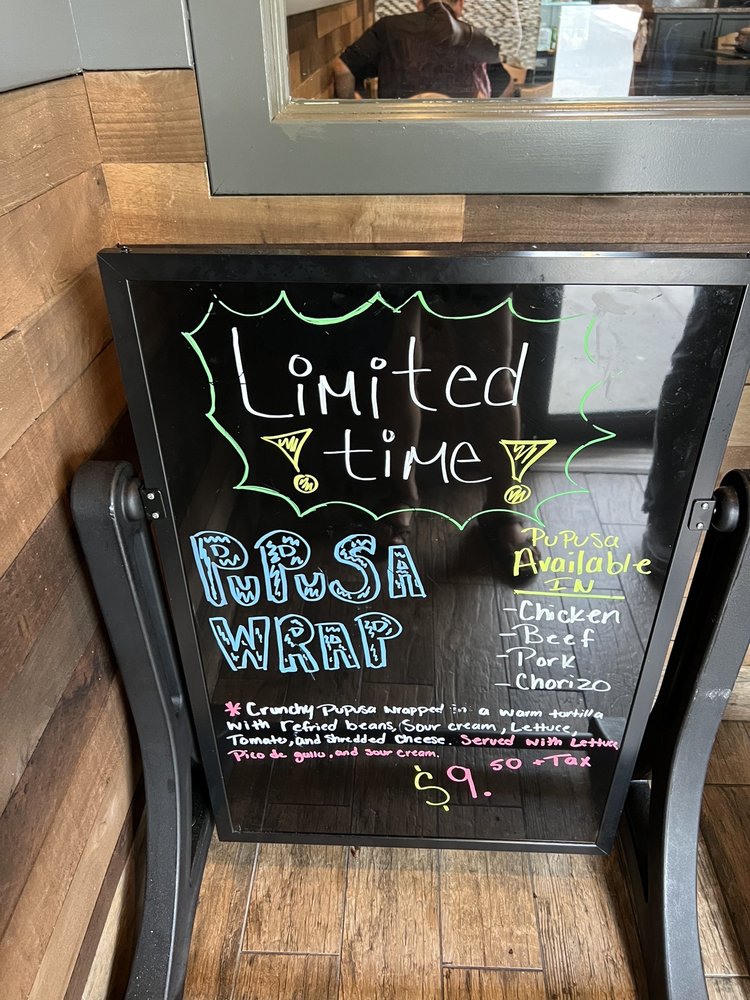 Limited
! time !
PUPUSA
WRAP
PUPUSA
Available
IN
- Chicken
- Beef
- Pork
- Chorizo
* Crunchy Pupusa wrapped in a warm tortilla
with refried beans, Sour cream, Lettuce,
Tomato, and shredded cheese. Served with Lettuce
Pico de gallo, and sour cream.
$9.50 + Tax